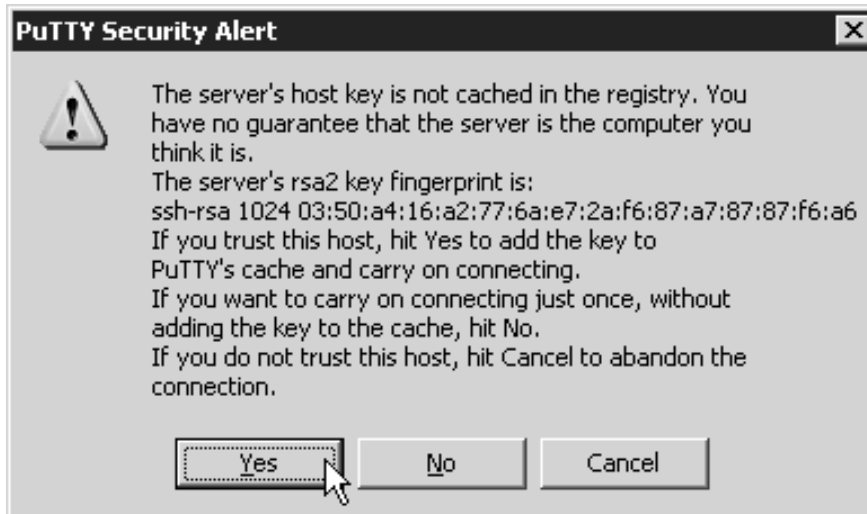 PuTTY Security Alert
The server's host key is not cached in the registry. You
have no guarantee that the server is the computer you
think it is.
The server's rsa2 key fingerprint is:
ssh-rsa 1024 03:50:a4:16:a2:77:6a:e7:2a:f6:87:a7:87:87:f6:a6
If you trust this host, hit Yes to add the key to
PuTTY's cache and carry on connecting.
If you want to carry on connecting just once, without
adding the key to the cache, hit No.
If you do not trust this host, hit Cancel to abandon the
connection.
Yes No Cancel